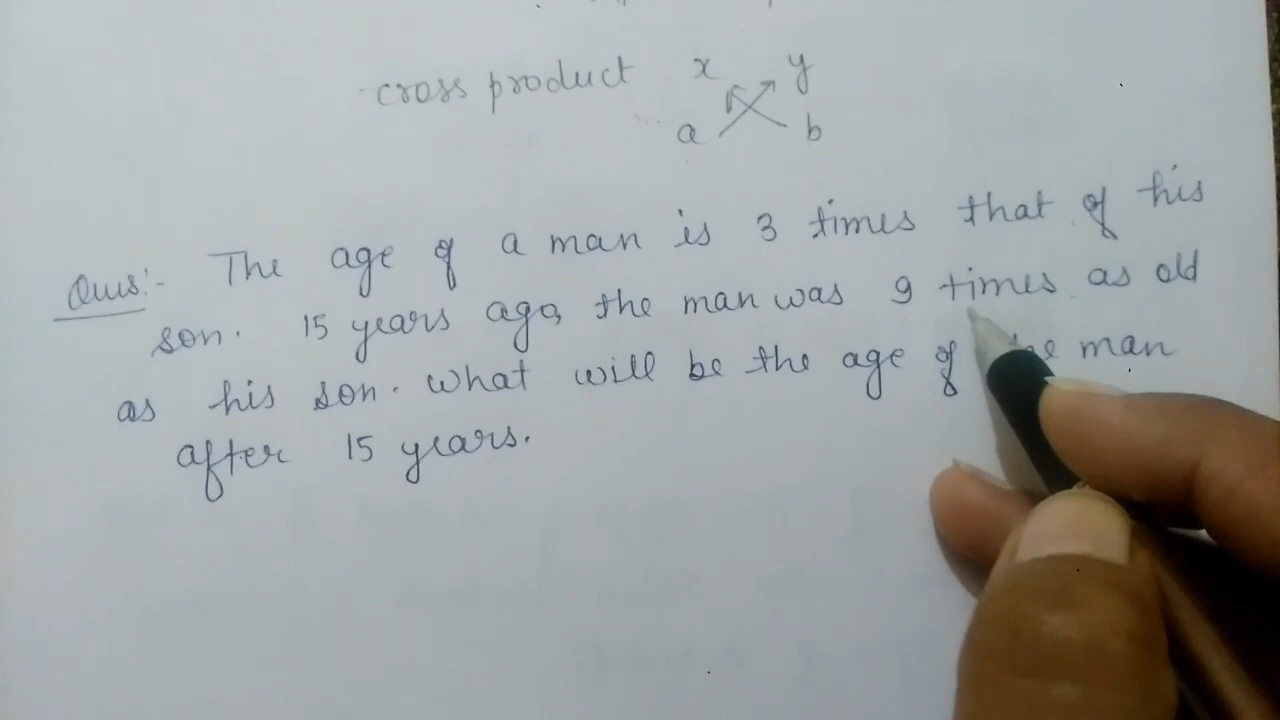 cross product x y
a b
Ques:- The age of a man is 3 times that of his
son. 15 years ago, the man was 9 times as old
as his son. What will be the age of man
after 15 years.